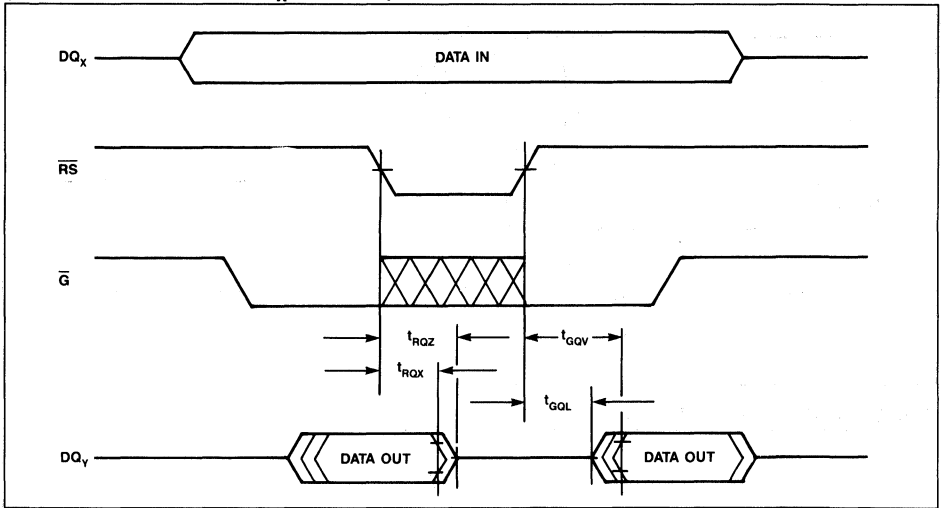 DQX
DATA IN
RS
G
tRQZ
tGQV
tRQX
tGQL
DQY
DATA OUT
DATA OUT